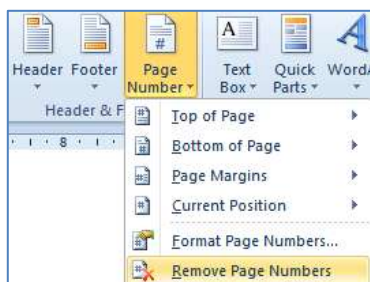 Header Footer Page Number Text Box Quick Parts
Header & F
8
Top of Page
Bottom of Page
Page Margins
Current Position
Format Page Numbers...
Remove Page Numbers